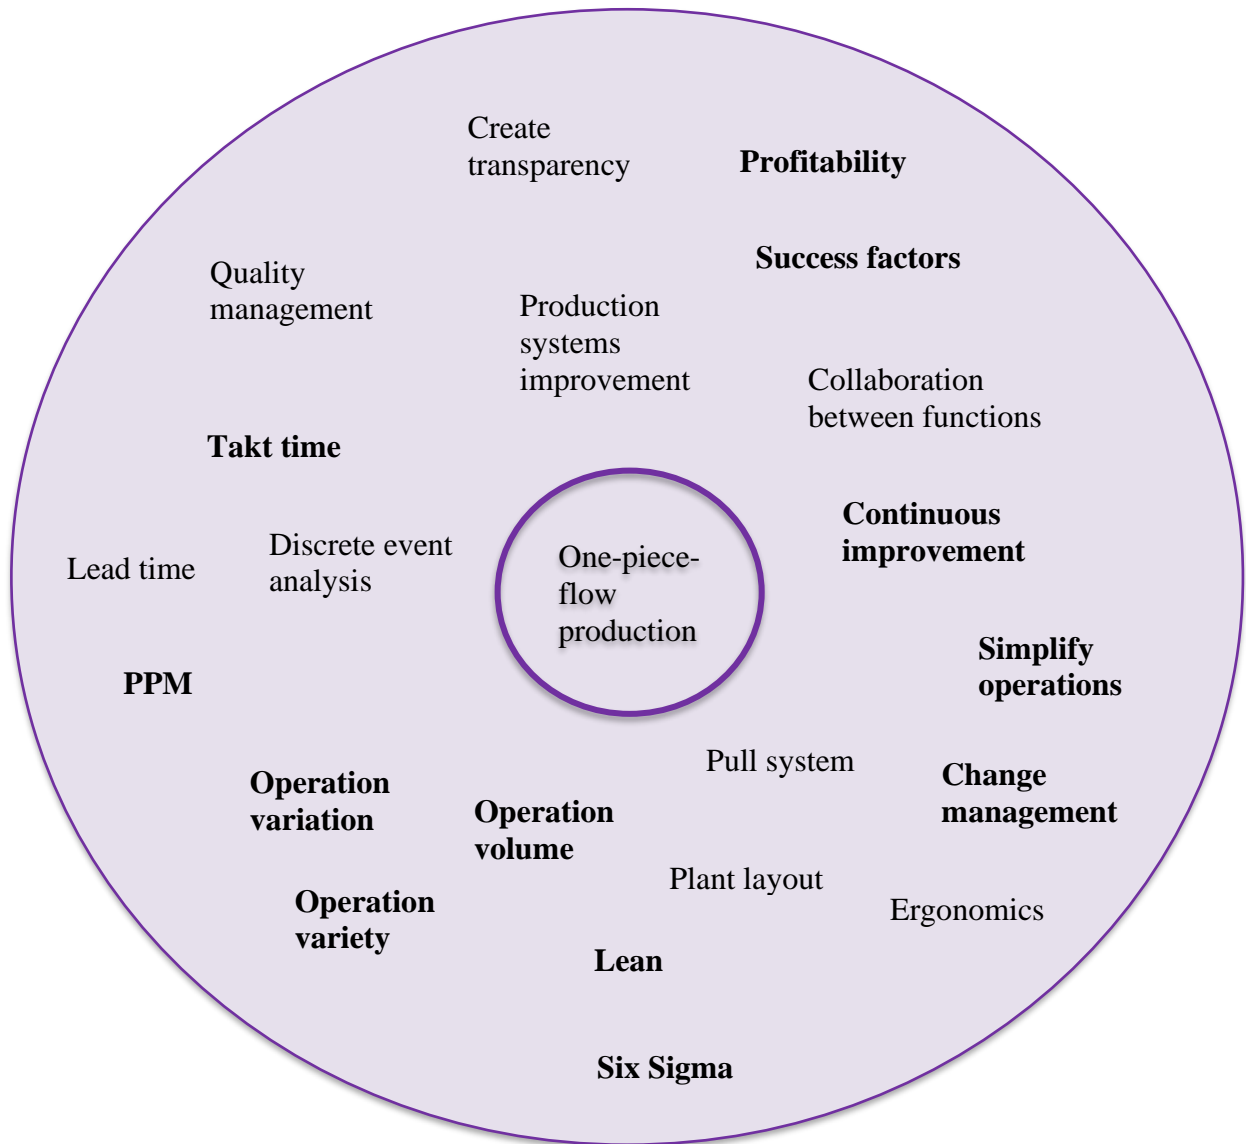 Create
transparency
Profitability
Success factors
Quality
management
Production
systems
improvement
Collaboration
between functions
Takt time
Continuous
improvement
Lead time
Discrete event
analysis
One-piece-
flow
production
Simplify
operations
PPM
Pull system
Change
management
Operation
variation
Operation
volume
Plant layout
Ergonomics
Operation
variety
Lean
Six Sigma